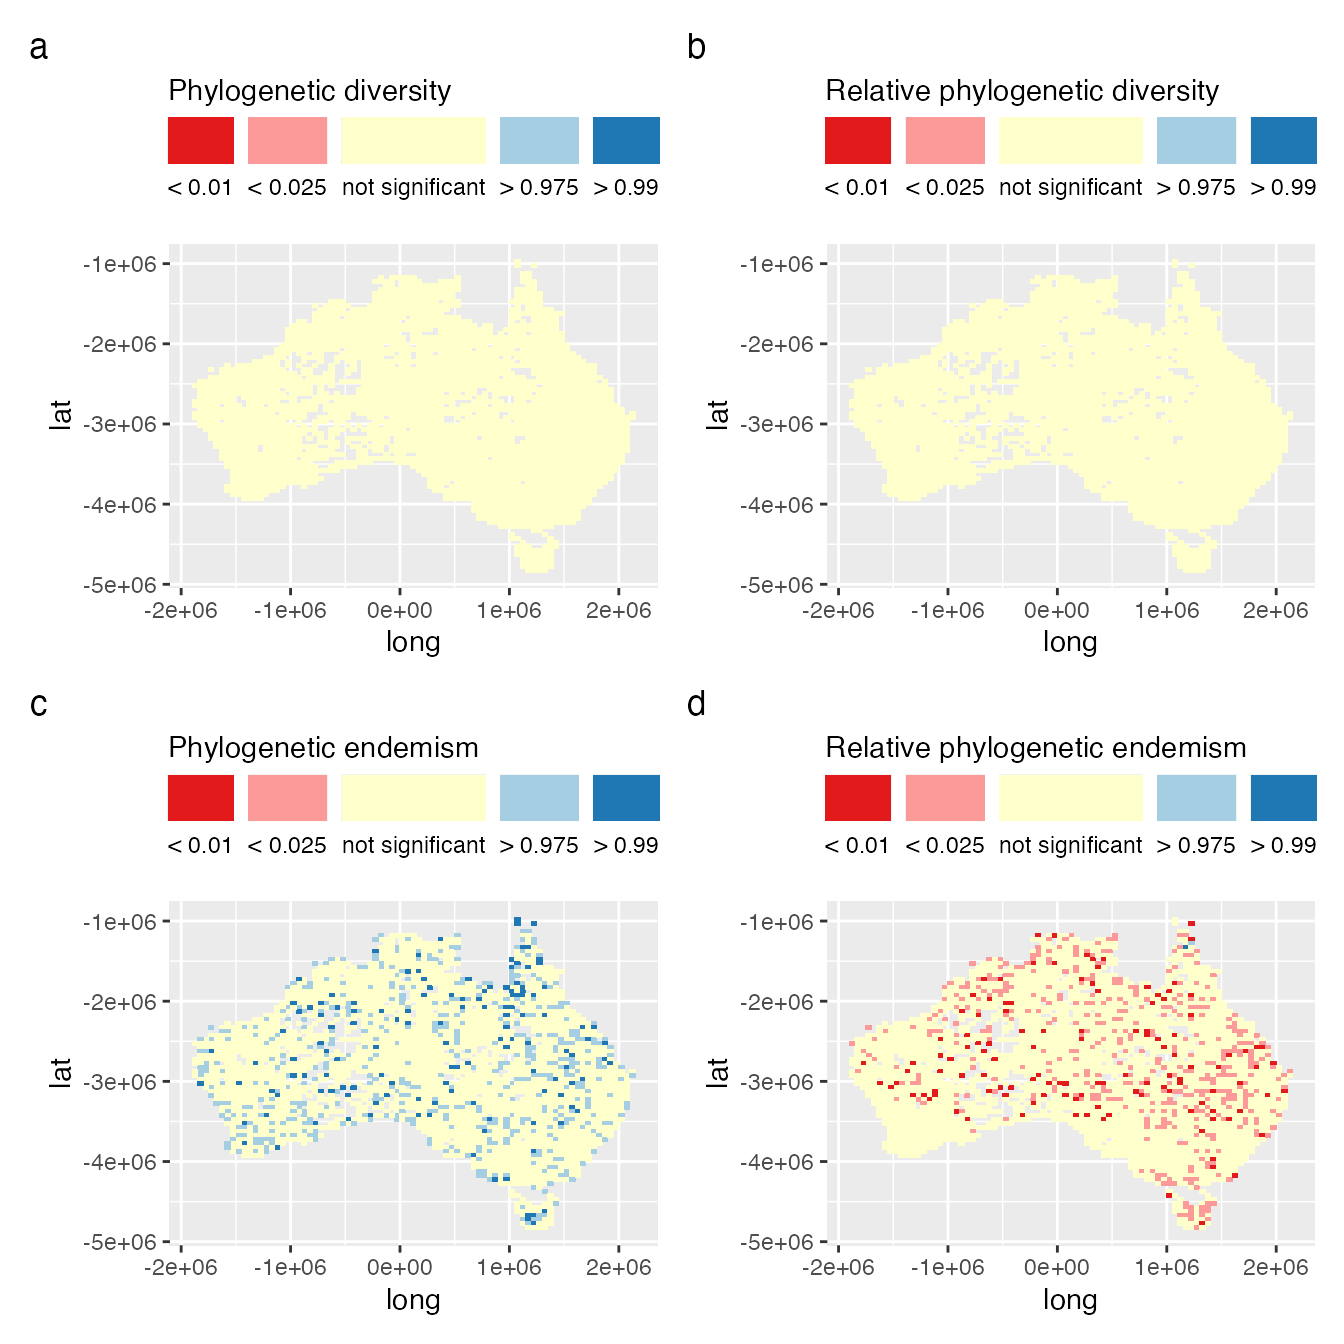 a
Phylogenetic diversity
< 0.01 < 0.025 not significant > 0.975 > 0.99
-1e+06
-2e+06
-3e+06
-4e+06
-5e+06
lat
-2e+06 -1e+06 0e+00 1e+06 2e+06
long
b
Relative phylogenetic diversity
< 0.01 < 0.025 not significant > 0.975 > 0.99
-1e+06
-2e+06
-3e+06
-4e+06
-5e+06
lat
-2e+06 -1e+06 0e+00 1e+06 2e+06
long
c
Phylogenetic endemism
< 0.01 < 0.025 not significant > 0.975 > 0.99
-1e+06
-2e+06
-3e+06
-4e+06
-5e+06
lat
-2e+06 -1e+06 0e+00 1e+06 2e+06
long
d
Relative phylogenetic endemism
< 0.01 < 0.025 not significant > 0.975 > 0.99
-1e+06
-2e+06
-3e+06
-4e+06
-5e+06
lat
-2e+06 -1e+06 0e+00 1e+06 2e+06
long